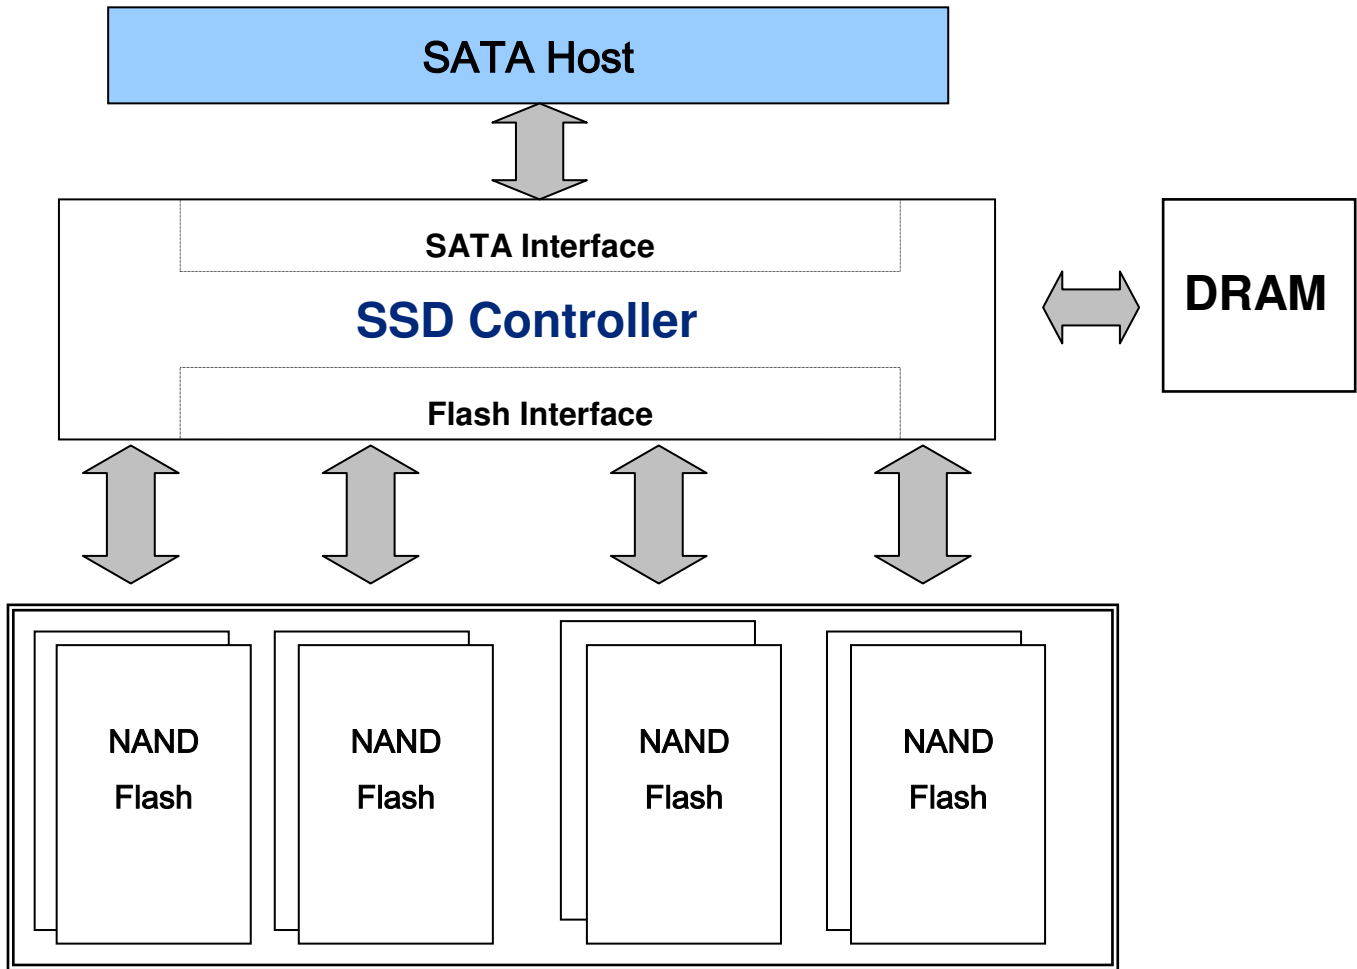 SATA Host
SATA Interface
SSD Controller
DRAM
Flash Interface
NAND
Flash
NAND
Flash
NAND
Flash
NAND
Flash